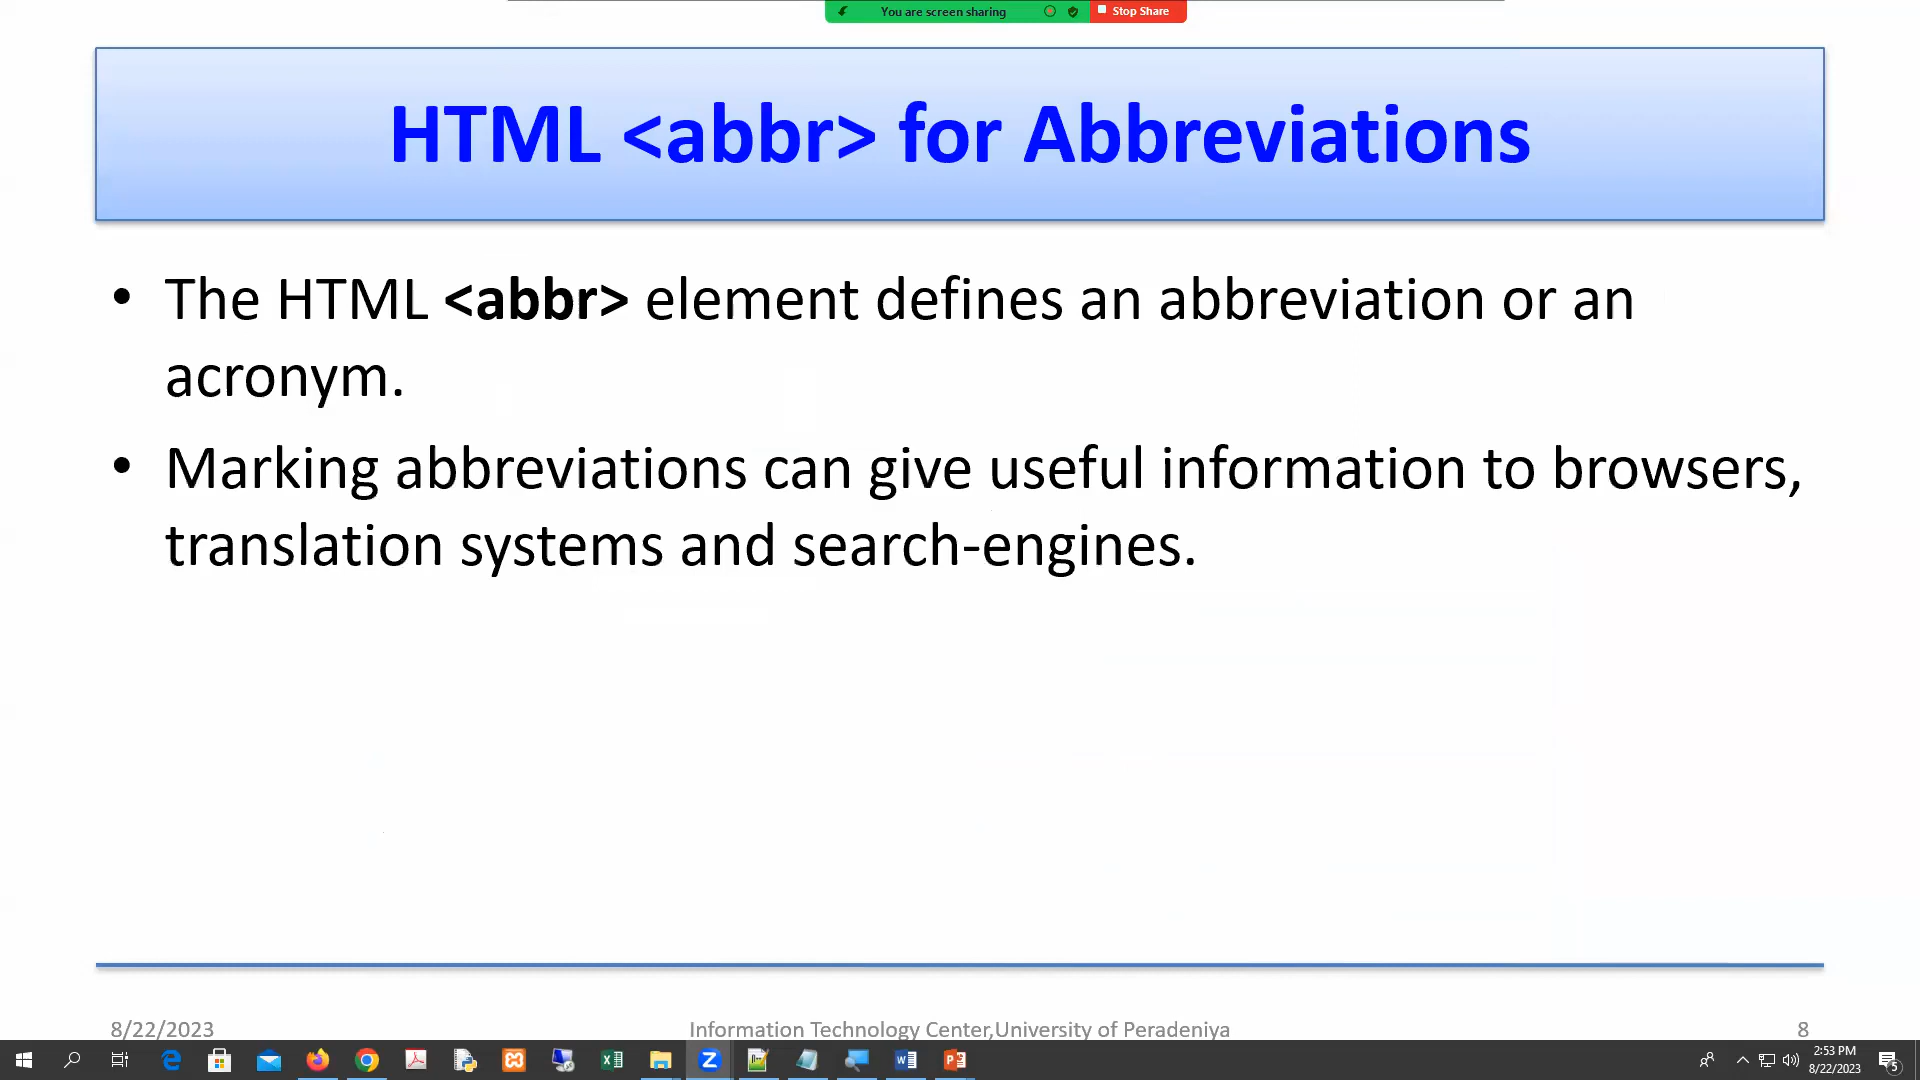 You are screen sharing
Stop Share
HTML <abbr> for Abbreviations
• The HTML <abbr> element defines an abbreviation or an
acronym.
• Marking abbreviations can give useful information to browsers,
translation systems and search-engines.
8/22/2023
Information Technology Center,University of Peradeniya
8
2:53 PM
8/22/2023
5